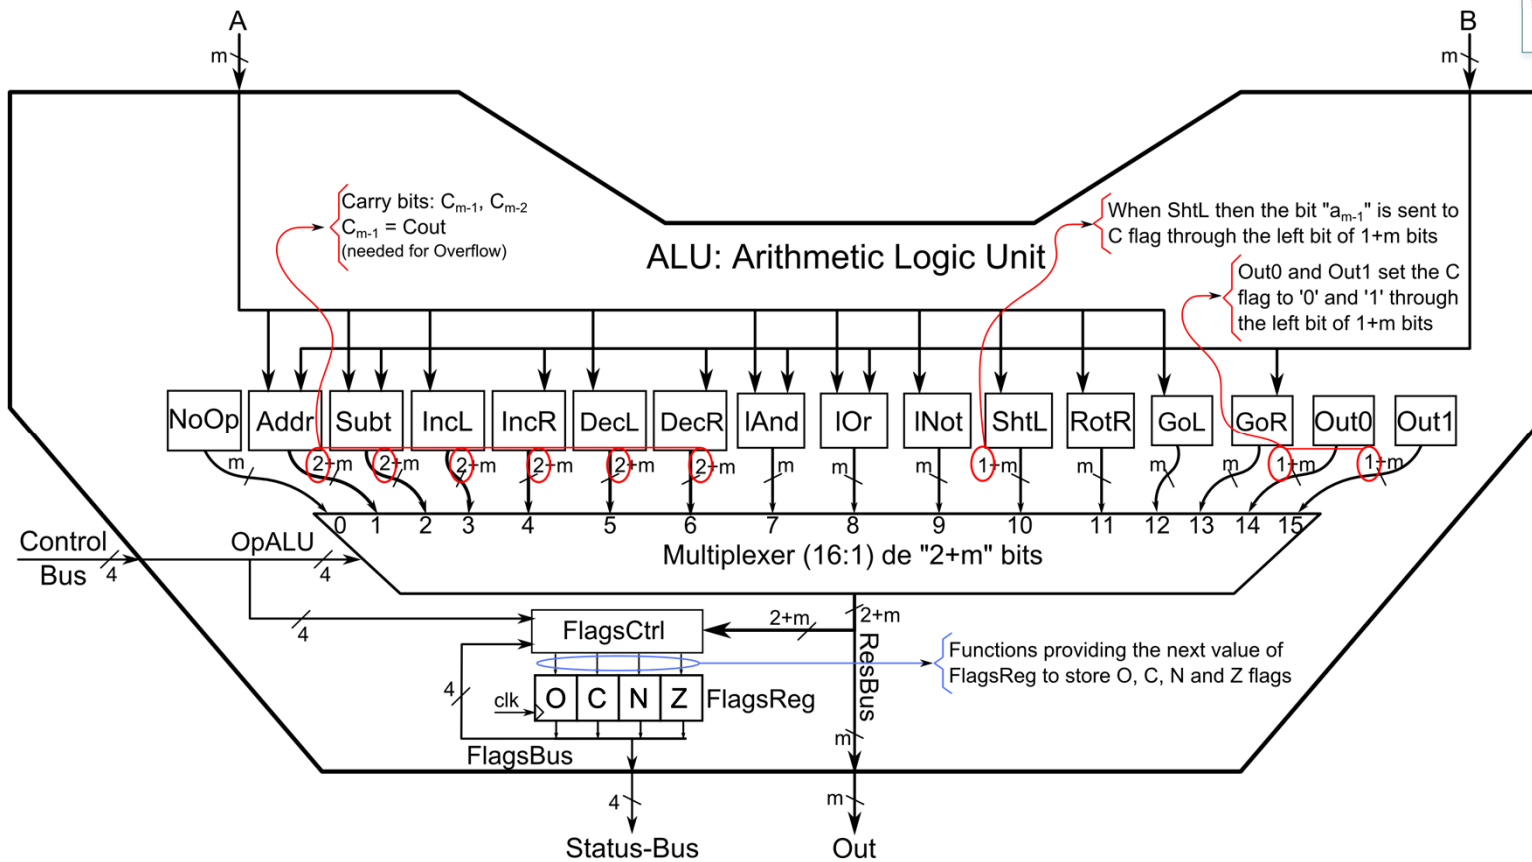 A
B
m
m
Carry bits: Cm-1, Cm-2
Cm-1 = Cout
(needed for Overflow)
When ShtL then the bit "am-1" is sent to
C flag through the left bit of 1+m bits
ALU: Arithmetic Logic Unit
Out0 and Out1 set the C
flag to '0' and '1' through
the left bit of 1+m bits
NoOp Addr Subt IncL IncR DecL DecR lAnd lOr lNot ShtL RotR GoL GoR Out0 Out1
m 2+m 2+m 2+m 2+m 2+m 2+m m m m 1+m m m m 1+m 1+m
0 1 2 3 4 5 6 7 8 9 10 11 12 13 14 15
Control
Bus
4
OpALU
4
Multiplexer (16:1) de "2+m" bits
4
FlagsCtrl
2+m
2+m
ResBus
Functions providing the next value of
FlagsReg to store O, C, N and Z flags
4
clk
O C N Z
FlagsReg
FlagsBus
m
4
m
Status-Bus
Out